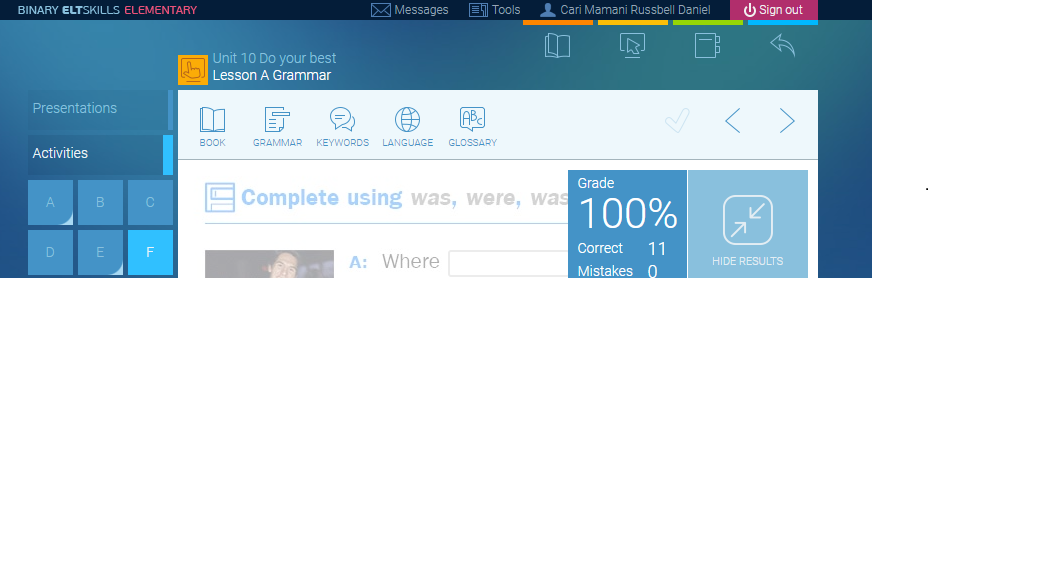 BINARY ELTSKILLS ELEMENTARY
Messages Tools Cari Mamani Russbell Daniel Sign out
Unit 10 Do your best
Lesson A Grammar
Presentations
Activities
A B C
D E F
BOOK GRAMMAR KEYWORDS LANGUAGE GLOSSARY
ABC
Complete using was, were, was
A: Where
Grade
100%
Correct 11
Mistakes 0
HIDE RESULTS
.